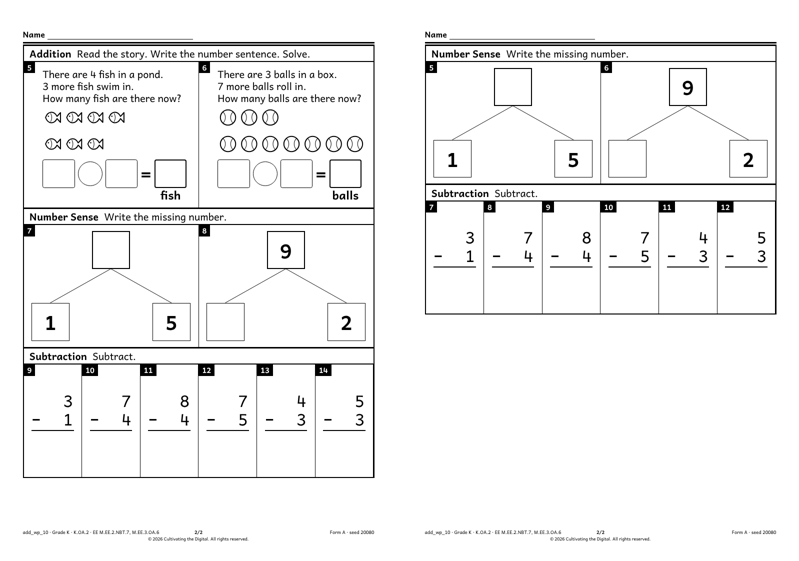 Name
Addition Read the story. Write the number sentence. Solve.
5
There are 4 fish in a pond.
3 more fish swim in.
How many fish are there now?
=
fish
6
There are 3 balls in a box.
7 more balls roll in.
How many balls are there now?
=
balls
Number Sense Write the missing number.
7
1 5
8
9
2
Subtraction Subtract.
9 10 11 12 13 14
3 7 8 7 4 5
- 1 - 4 - 4 - 5 - 3 - 3
add_wp_10 · Grade K · K.OA.2 · EE M.EE.2.NBT.7, M.EE.3.OA.6 2/2 Form A · seed 20080
© 2026 Cultivating the Digital. All rights reserved.
Name
Number Sense Write the missing number.
5
1 5
6
9
2
Subtraction Subtract.
7 8 9 10 11 12
3 7 8 7 4 5
- 1 - 4 - 4 - 5 - 3 - 3
add_wp_10 · Grade K · K.OA.2 · EE M.EE.2.NBT.7, M.EE.3.OA.6 2/2 Form A · seed 20080
© 2026 Cultivating the Digital. All rights reserved.